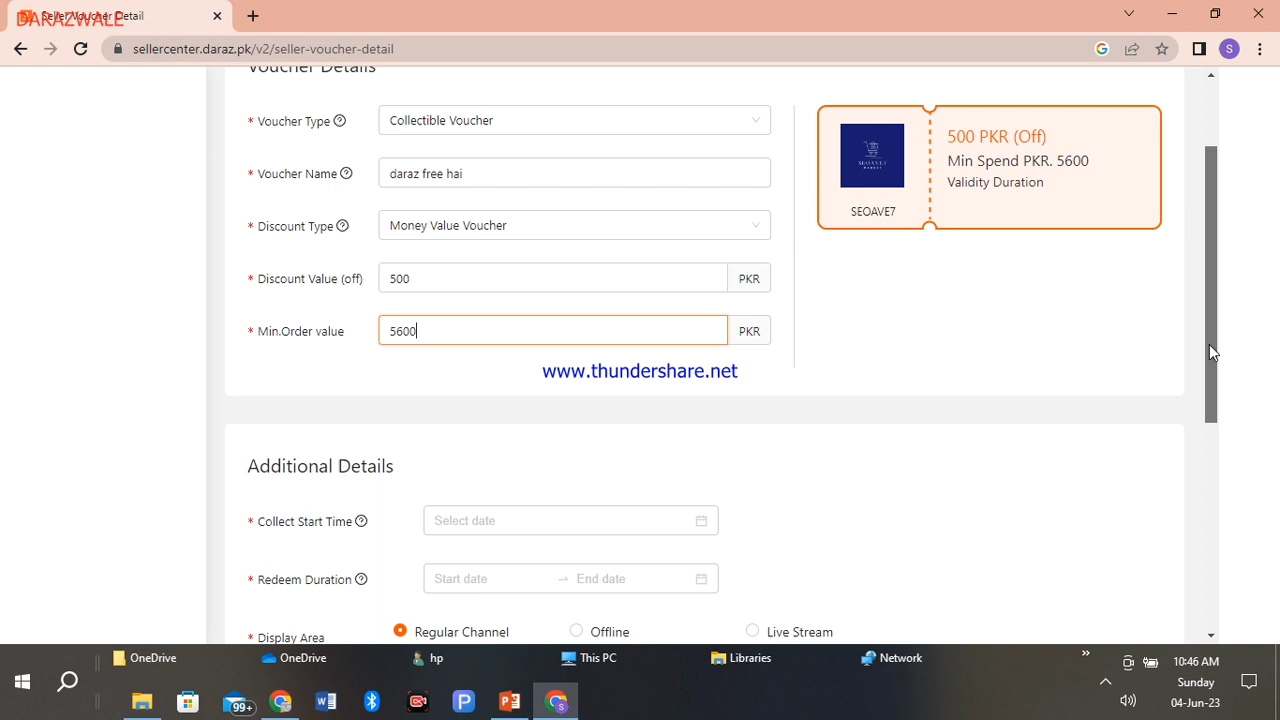 Seller Voucher Detail
DARAZWALE
sellercenter.daraz.pk/v2/seller-voucher-detail
S
Voucher Details
* Voucher Type
Collectible Voucher
* Voucher Name
daraz free hai
* Discount Type
Money Value Voucher
* Discount Value (off)
500
PKR
* Min.Order value
5600
PKR
500 PKR (Off)
Min Spend PKR. 5600
Validity Duration
SEOAVE7
www.thundershare.net
Additional Details
* Collect Start Time
Select date
* Redeem Duration
Start date
End date
* Display Area
Regular Channel
Offline
Live Stream
OneDrive
OneDrive
hp
This PC
Libraries
Network
99+
10:46 AM
Sunday
04-Jun-23